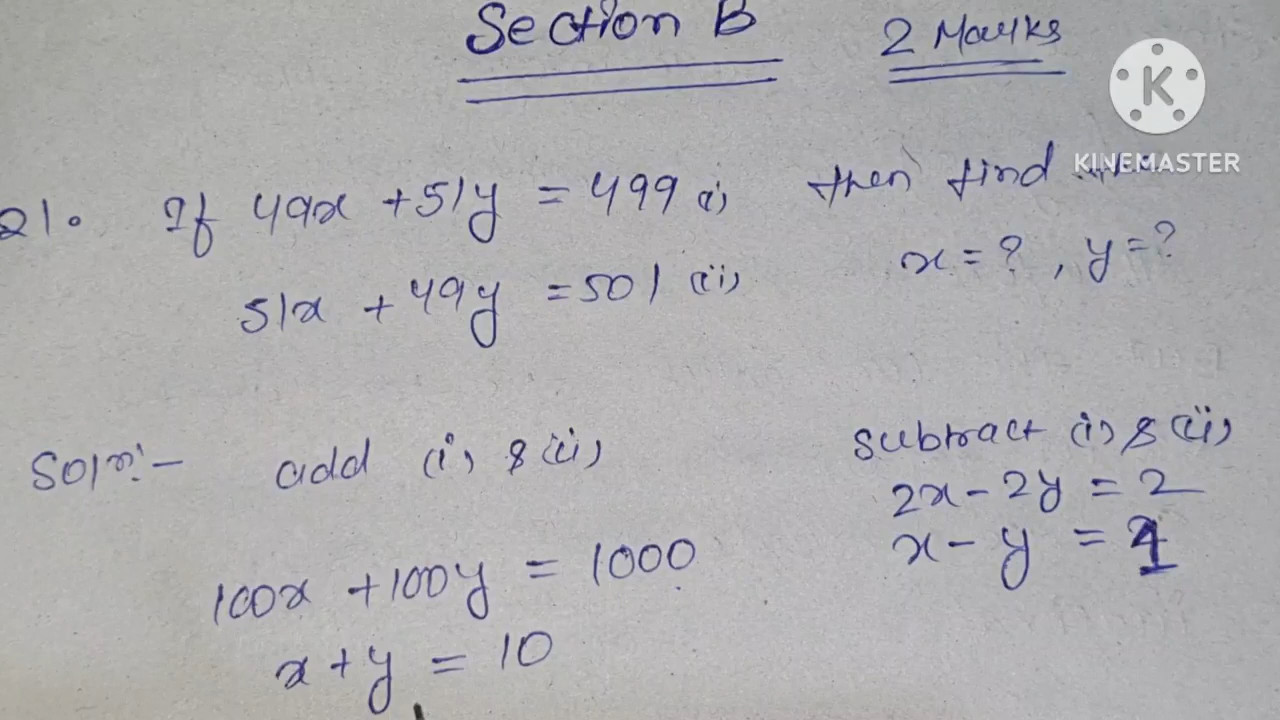 Section B
2 Marks
K
KINEMASTER
21. If 49x + 51y = 499 (i) then find
51x + 49y = 501 (ii) x = ? , y = ?
Soln:- add (i) & (ii)
100x + 100y = 1000
x + y = 10
subtract (i) & (ii)
2x - 2y = 2
x - y = 1